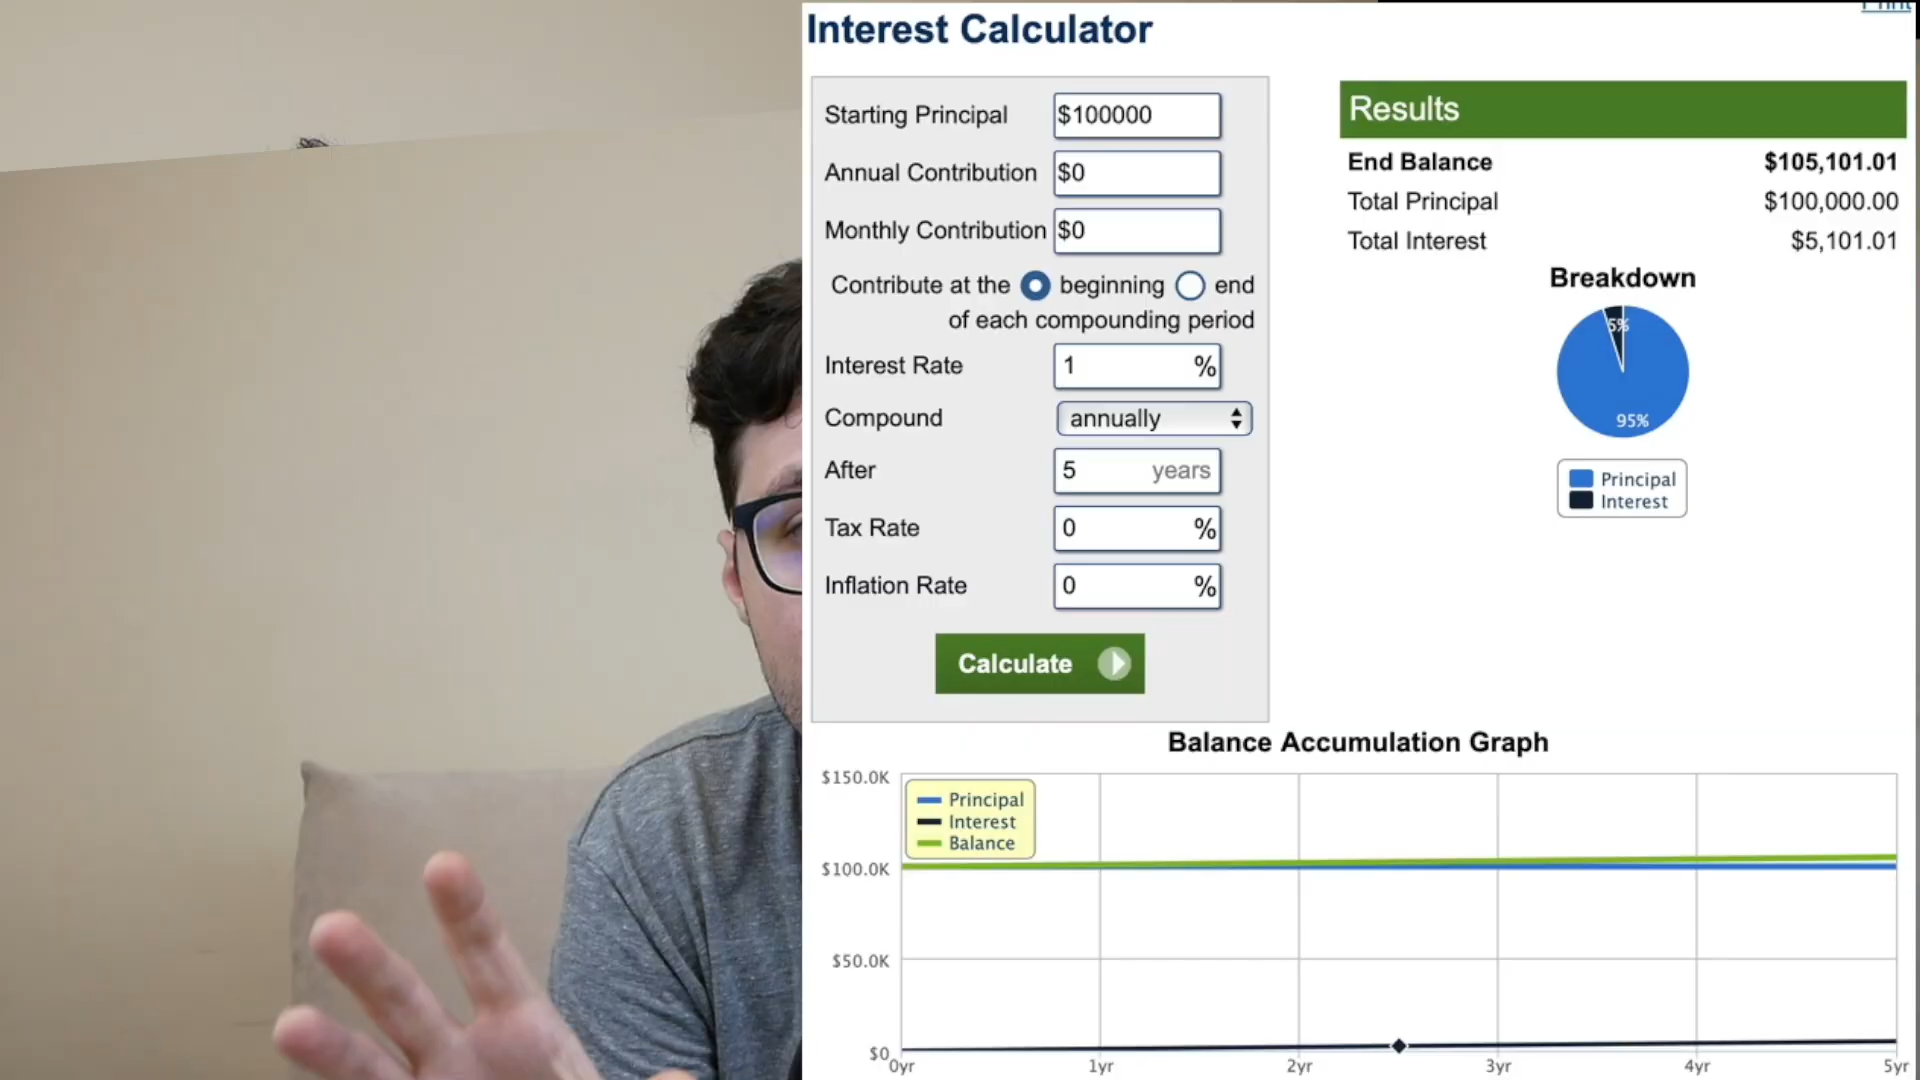 Print
Interest Calculator
Starting Principal $100000
Annual Contribution $0
Monthly Contribution $0
Contribute at the beginning end
of each compounding period
Interest Rate 1 %
Compound annually
After 5 years
Tax Rate 0 %
Inflation Rate 0 %
Calculate
Results
End Balance $105,101.01
Total Principal $100,000.00
Total Interest $5,101.01
Breakdown
5%
95%
Principal
Interest
Balance Accumulation Graph
$150.0K
Principal
Interest
Balance
$100.0K
$50.0K
$0
0yr 1yr 2yr 3yr 4yr 5yr